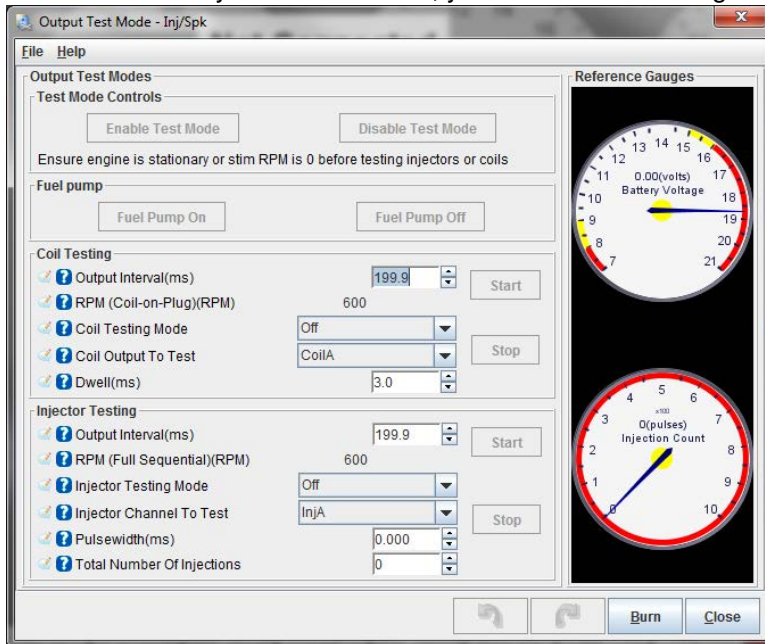 Output Test Mode - Inj/Spk
File Help
Output Test Modes
Test Mode Controls
Enable Test Mode Disable Test Mode
Ensure engine is stationary or stim RPM is 0 before testing injectors or coils
Fuel pump
Fuel Pump On Fuel Pump Off
Coil Testing
Output Interval(ms) 199.9 Start
RPM (Coil-on-Plug)(RPM) 600
Coil Testing Mode Off
Coil Output To Test CoilA Stop
Dwell(ms) 3.0
Injector Testing
Output Interval(ms) 199.9 Start
RPM (Full Sequential)(RPM) 600
Injector Testing Mode Off
Injector Channel To Test InjA Stop
Pulsewidth(ms) 0.000
Total Number Of Injections 0
Reference Gauges
7 8 9 10 11 12 13 14 15 16 17 18 19 20 21
0.00(volts)
Battery Voltage
0 1 2 3 4 5 6 7 8 9 10
x100
0(pulses)
Injection Count
Burn Close